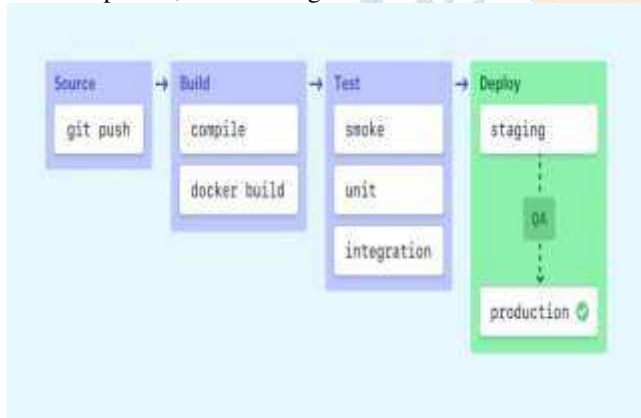 Source
git push
Build
compile
docker build
Test
smoke
unit
integration
Deploy
staging
QA
production